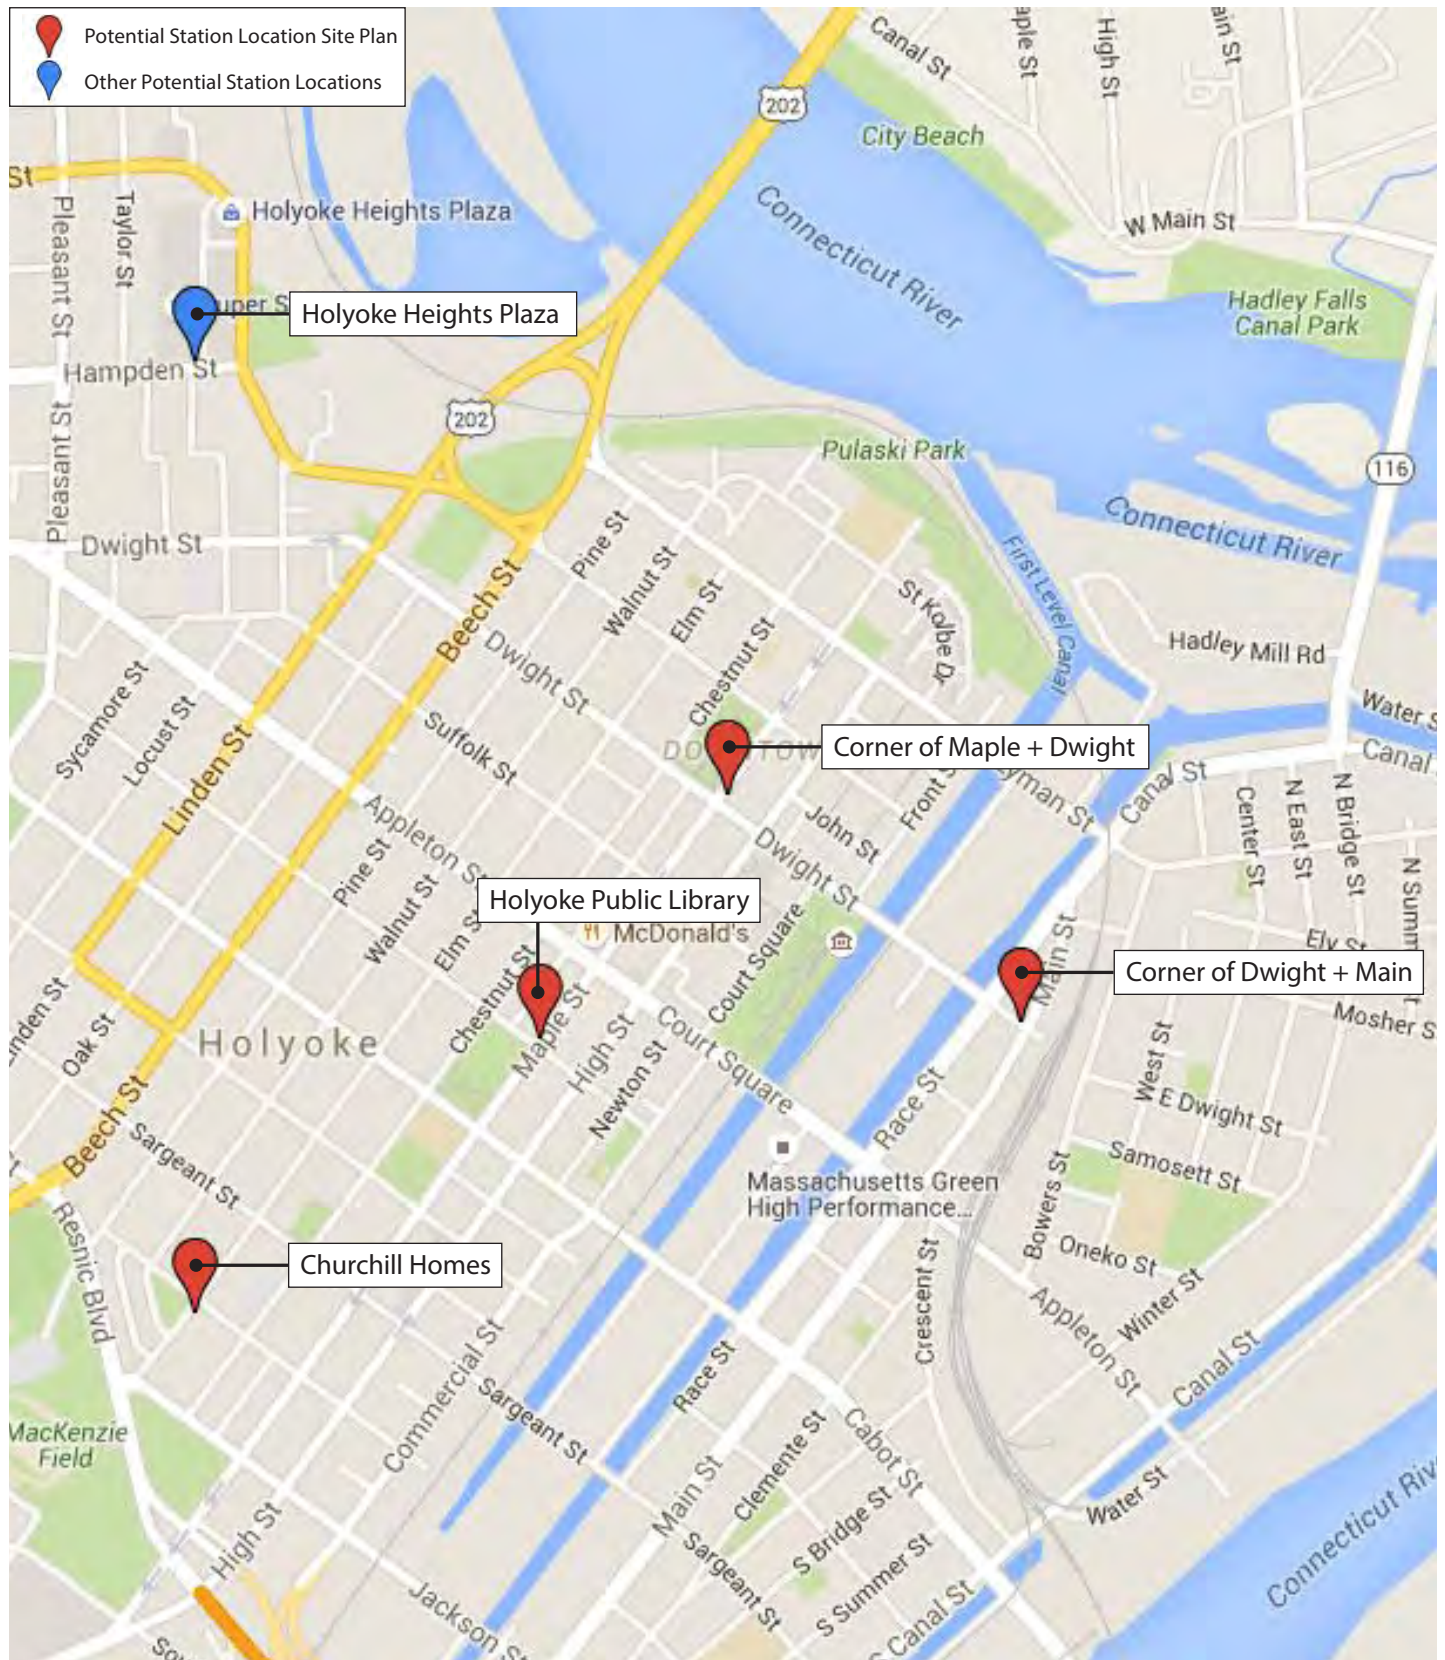 Potential Station Location Site Plan
Other Potential Station Locations
Canal St
High St
202
City Beach
St
Holyoke Heights Plaza
Pleasant St
Taylor St
Connecticut River
W Main St
Hadley Falls
Canal Park
Holyoke Heights Plaza
Hampden St
202
Pulaski Park
116
Pleasant St
Connecticut River
Dwight St
Pine St
First Level Canal
Walnut St
Elm St
Beech St
St Kolbe Dr
Hadley Mill Rd
Dwight St
Chestnut St
Sycamore St
Locust St
Suffolk St
Water S
Corner of Maple + Dwight
Linden St
Canal St
Canal
Front S
yman St
John St
Center St
N East St
N Bridge St
N Summ
Appleton St
Pine St
Dwight St
Walnut St
Holyoke Public Library
McDonald's
Elm St
Court Square
Main St
Ely St
Chestnut St
Corner of Dwight + Main
Maple St
High St
Court Square
Mosher S
Oak St
Holyoke
Newton St
Race St
West St
E Dwight St
Beech St
Sargeant St
Massachusetts Green
High Performance...
Samosett St
Bowers St
Resnic Blvd
Churchill Homes
Oneko St
Crescent St
Winter St
Appleton St
Commercial St
Race St
Canal St
Sargeant St
MacKenzie
Field
Clemente St
Cabot St
Main St
S Bridge St
Water St
High St
Sargeant St
S Summer St
Connecticut Riv
Jackson St
S Canal St